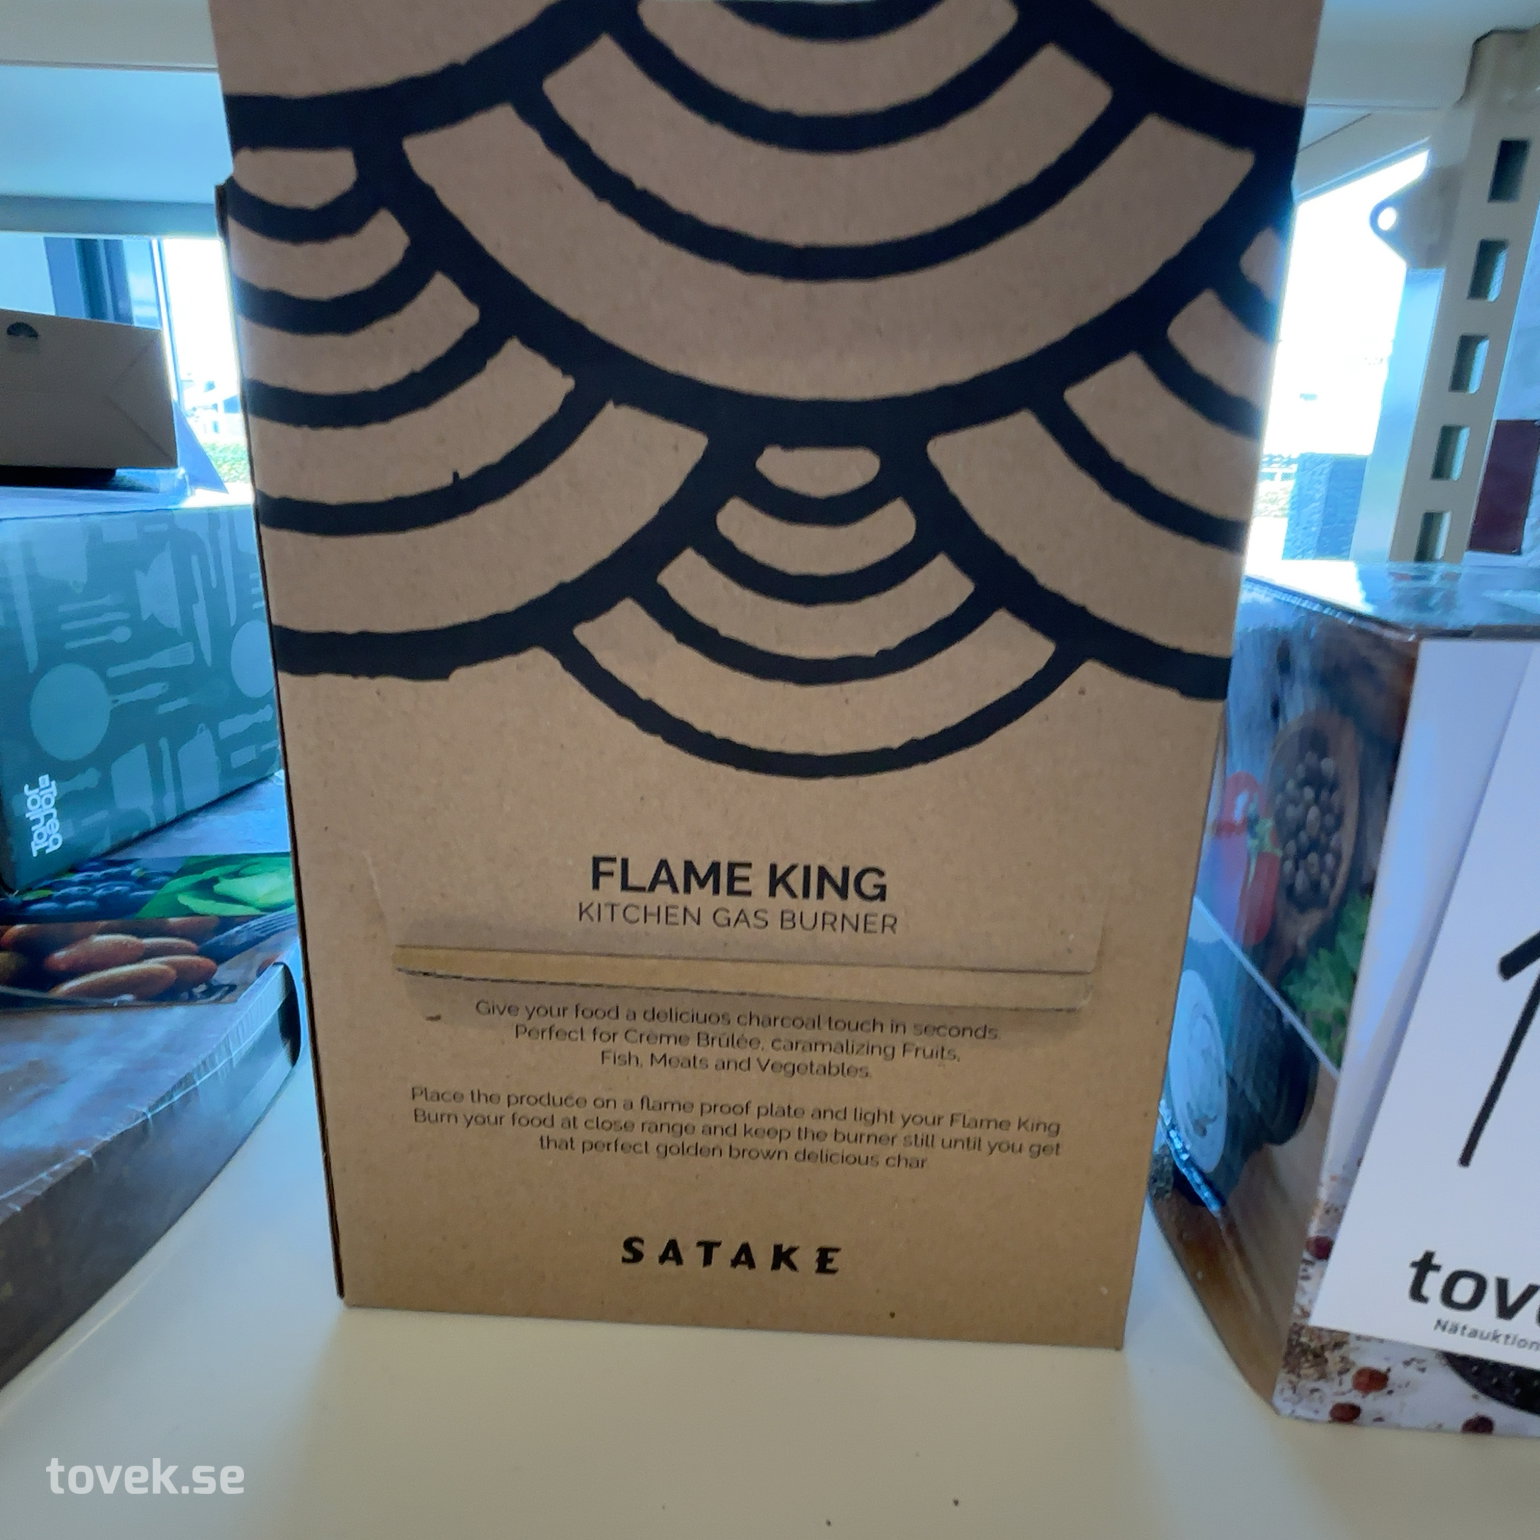 FLAME KING
KITCHEN GAS BURNER
Give your food a deliciuos charcoal touch in seconds.
Perfect for Crème Brûlée, caramalizing Fruits,
Fish, Meats and Vegetables.
Place the produce on a flame proof plate and light your Flame King
Burn your food at close range and keep the burner still until you get
that perfect golden brown delicious char
SATAKE
Taylor
1
tov
Nätauktion
tovek.se